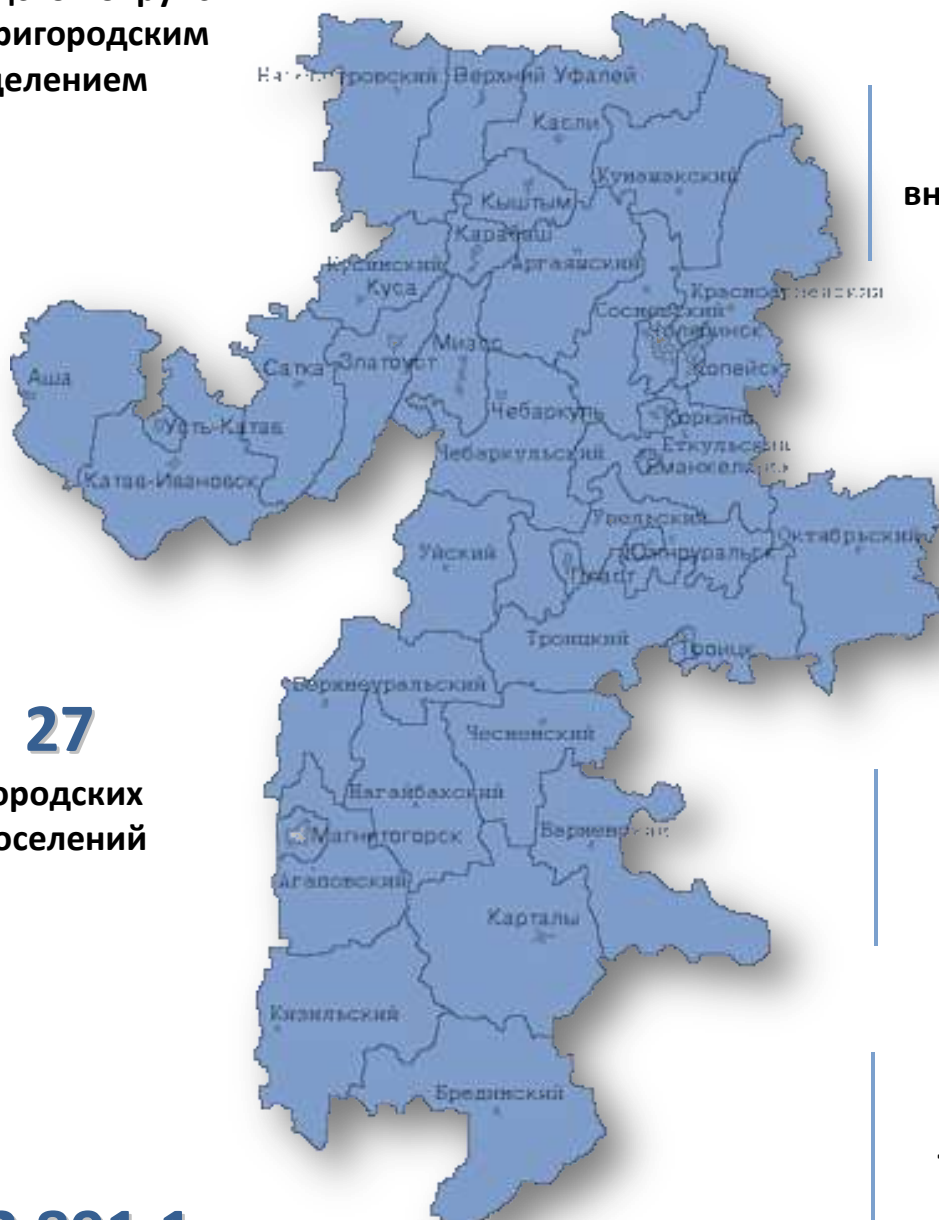 ригородским
делением
Верхний Уфалей
Касли
Кунашакский
вн
Кыштым
Карабаш
Аргаяшский
Кусинский
Куса
Сосновский
Миасс
Златоуст
Сатка
Копейск
Аша
Чебаркуль
Коркино
Усть-Катав
Чебаркульский
Еткульский
Катав-Ивановск
Увельский
Октябрьский
Уйский
Южноуральск
Пласт
Троицкий
Троицк
Верхнеуральский
27
Чесменский
ородских
Нагайбакский
оселений
Магнитогорск
Агаповский
Карталы
Кизильский
Брединский